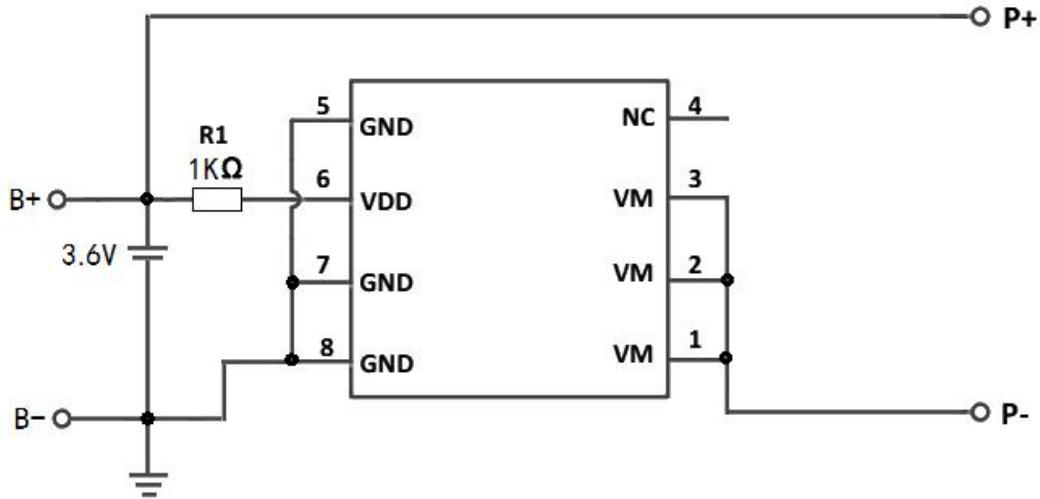 P+
5
GND
NC
4
R1
1KΩ
6
VDD
VM
3
B+
3.6V
7
GND
VM
2
8
GND
VM
1
B−
P-